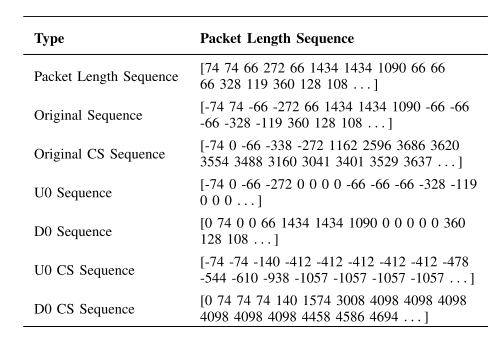 Type Packet Length Sequence
Packet Length Sequence [74 74 66 272 66 1434 1434 1090 66 66
66 328 119 360 128 108 ...]
Original Sequence [-74 74 -66 -272 66 1434 1434 1090 -66 -66
-66 -328 -119 360 128 108 ...]
Original CS Sequence [-74 0 -66 -338 -272 1162 2596 3686 3620
3554 3488 3160 3041 3401 3529 3637 ...]
U0 Sequence [-74 0 -66 -272 0 0 0 0 -66 -66 -66 -328 -119
0 0 0 ...]
D0 Sequence [0 74 0 0 66 1434 1434 1090 0 0 0 0 0 360
128 108 ...]
U0 CS Sequence [-74 -74 -140 -412 -412 -412 -412 -412 -478
-544 -610 -938 -1057 -1057 -1057 -1057 ...]
D0 CS Sequence [0 74 74 74 140 1574 3008 4098 4098 4098
4098 4098 4098 4458 4586 4694 ...]